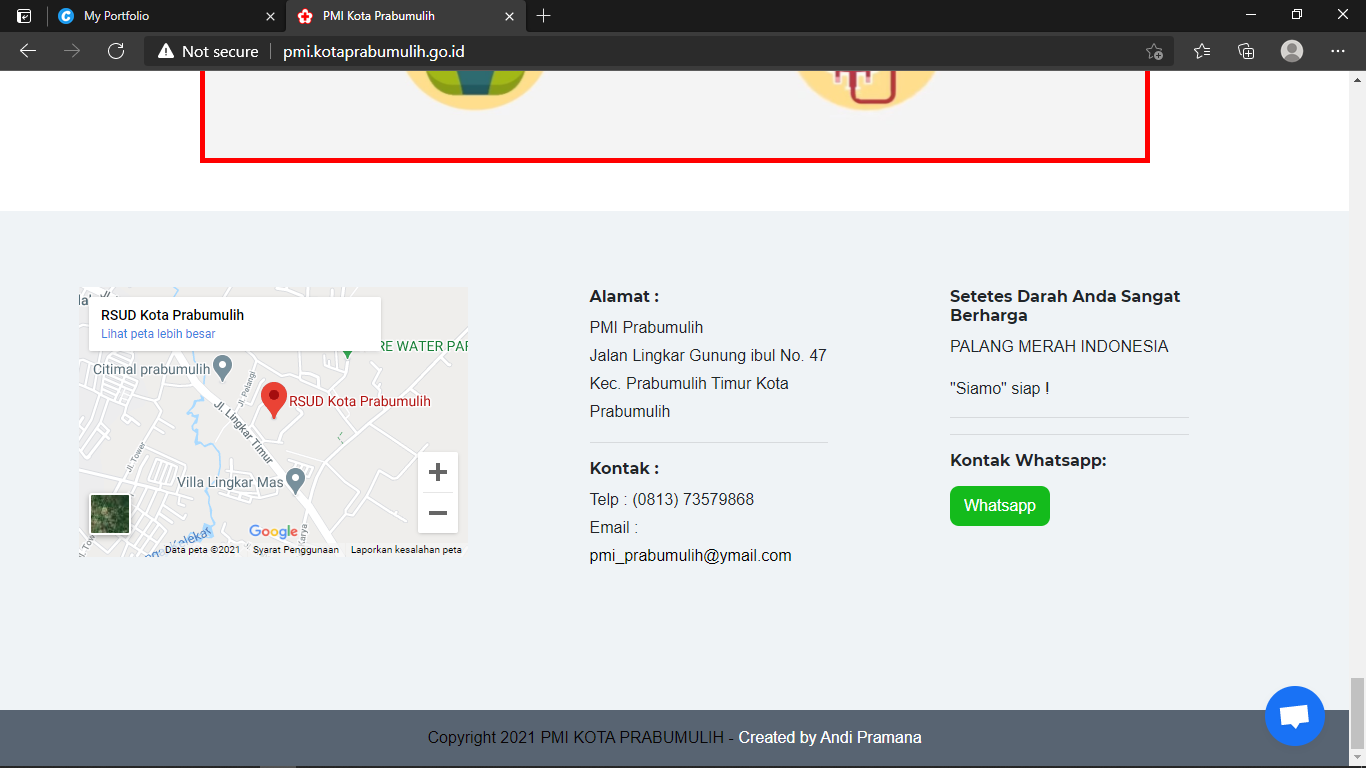 My Portfolio
PMI Kota Prabumulih
Not secure
pmi.kotaprabumulih.go.id
RSUD Kota Prabumulih
Lihat peta lebih besar
RE WATER PAR
Citimal prabumulih
Jl. Pelangi
RSUD Kota Prabumulih
Jl. Lingkar Timur
Jl. Tower
Villa Lingkar Mas
Google
Kelekar
Data peta ©2021
Syarat Penggunaan
Laporkan kesalahan peta
Alamat :
PMI Prabumulih
Jalan Lingkar Gunung ibul No. 47
Kec. Prabumulih Timur Kota
Prabumulih
Kontak :
Telp : (0813) 73579868
Email :
pmi_prabumulih@ymail.com
Setetes Darah Anda Sangat
Berharga
PALANG MERAH INDONESIA
"Siamo" siap !
Kontak Whatsapp:
Whatsapp
Copyright 2021 PMI KOTA PRABUMULIH - Created by Andi Pramana